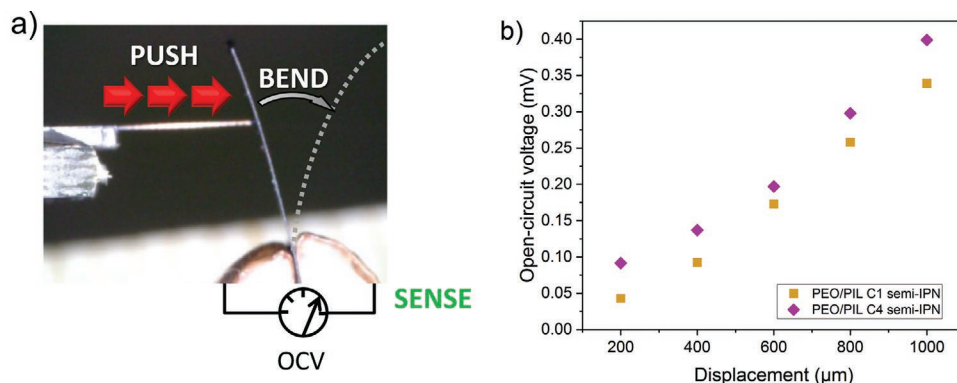 a)
PUSH
BEND
SENSE
OCV
b)
Open-circuit voltage (mV)
0.40
0.35
0.30
0.25
0.20
0.15
0.10
0.05
0.00
PEO/PIL C1 semi-IPN
PEO/PIL C4 semi-IPN
200 400 600 800 1000
Displacement (μm)